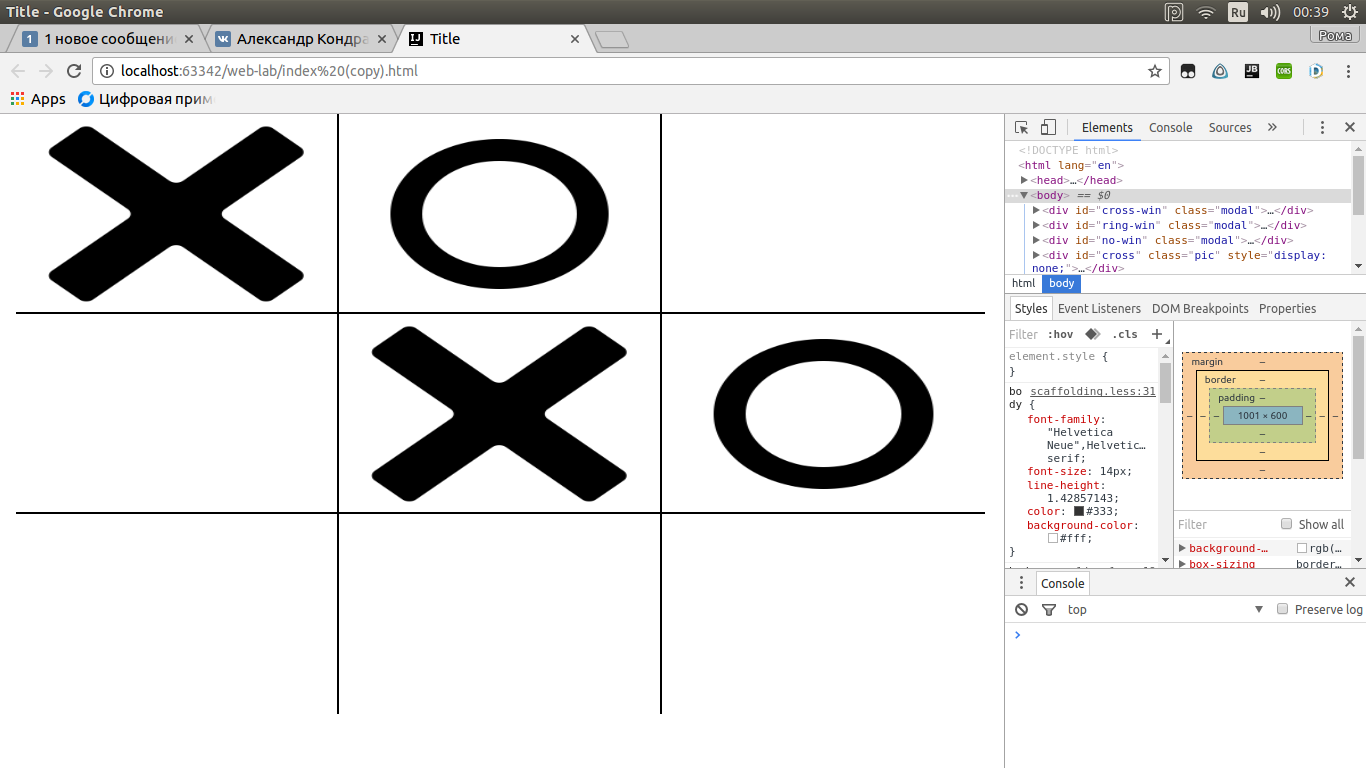 Title - Google Chrome
Ru
00:39
1 новое сообщени
Александр Кондра
Title
Рома
localhost:63342/web-lab/index%20(copy).html
JB
CORS
Apps
Цифровая прим
Elements
Console
Sources
»
<!DOCTYPE html>
<html lang="en">
<head>…</head>
<body> == $0
<div id="cross-win" class="modal">…</div>
<div id="ring-win" class="modal">…</div>
<div id="no-win" class="modal">…</div>
<div id="cross" class="pic" style="display:
none;">…</div>
html
body
Styles
Event Listeners
DOM Breakpoints
Properties
Filter
:hov
.cls
+
element.style {
}
bo scaffolding.less:31
dy {
font-family:
"Helvetica
Neue",Helvetic…
serif;
font-size: 14px;
line-height:
1.42857143;
color: #333;
background-color:
#fff;
}
margin
border
padding
1001 × 600
Filter
Show all
background-…
rgb(…
box-sizing
border…
Console
top
Preserve log